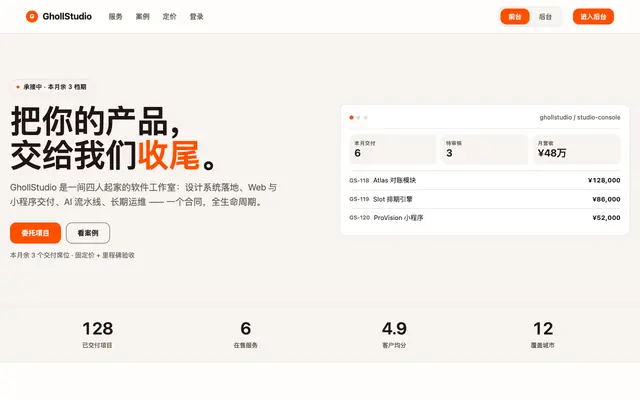 G GhollStudio 服务 案例 定价 登录 前台 后台 进入后台
承接中 · 本月余 3 档期
把你的产品，
交给我们收尾。
GhollStudio 是一间四人起家的软件工作室：设计系统落地、Web 与
小程序交付、AI 流水线、长期运维 —— 一个合同，全生命周期。
委托项目 看案例
本月余 3 个交付席位 · 固定价 + 里程碑验收
ghollstudio / studio-console
本月交付 待审核 月营收
6 3 ¥48万
GS-118 Atlas 对账模块 ¥128,000
GS-119 Slot 排期引擎 ¥86,000
GS-120 ProVision 小程序 ¥52,000
128 6 4.9 12
已交付项目 在售服务 客户均分 覆盖城市